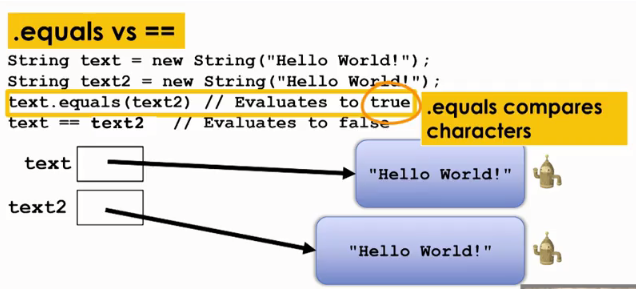 .equals vs ==
String text = new String("Hello World!");
String text2 = new String("Hello World!");
text.equals(text2) // Evaluates to true
text == text2 // Evaluates to false
.equals compares
characters
text
"Hello World!"
text2
"Hello World!"